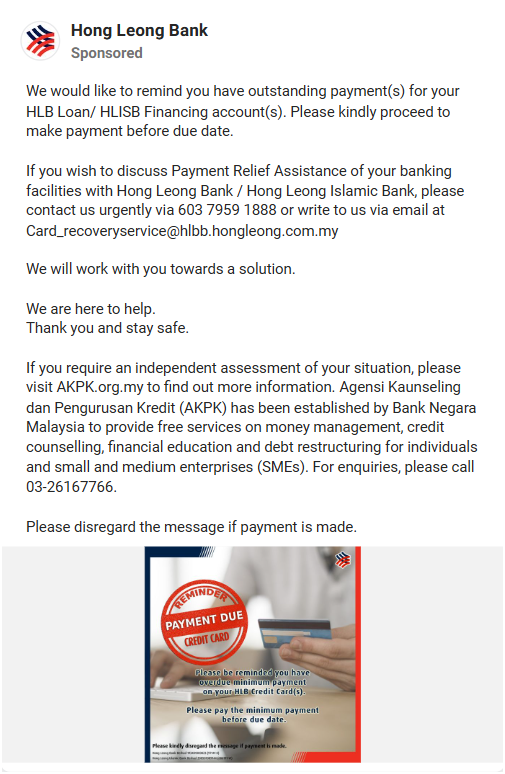 Hong Leong Bank
Sponsored
We would like to remind you have outstanding payment(s) for your
HLB Loan/ HLISB Financing account(s). Please kindly proceed to
make payment before due date.
If you wish to discuss Payment Relief Assistance of your banking
facilities with Hong Leong Bank / Hong Leong Islamic Bank, please
contact us urgently via 603 7959 1888 or write to us via email at
Card_recoveryservice@hlbb.hongleong.com.my
We will work with you towards a solution.
We are here to help.
Thank you and stay safe.
If you require an independent assessment of your situation, please
visit AKPK.org.my to find out more information. Agensi Kaunseling
dan Pengurusan Kredit (AKPK) has been established by Bank Negara
Malaysia to provide free services on money management, credit
counselling, financial education and debt restructuring for individuals
and small and medium enterprises (SMEs). For enquiries, please call
03-26167766.
Please disregard the message if payment is made.
REMINDER
PAYMENT DUE
CREDIT CARD
Please be reminded you have
overdue minimum payment
on your HLB Credit Card(s).
Please pay the minimum payment
before due date.
Please kindly disregard the message if payment is made.